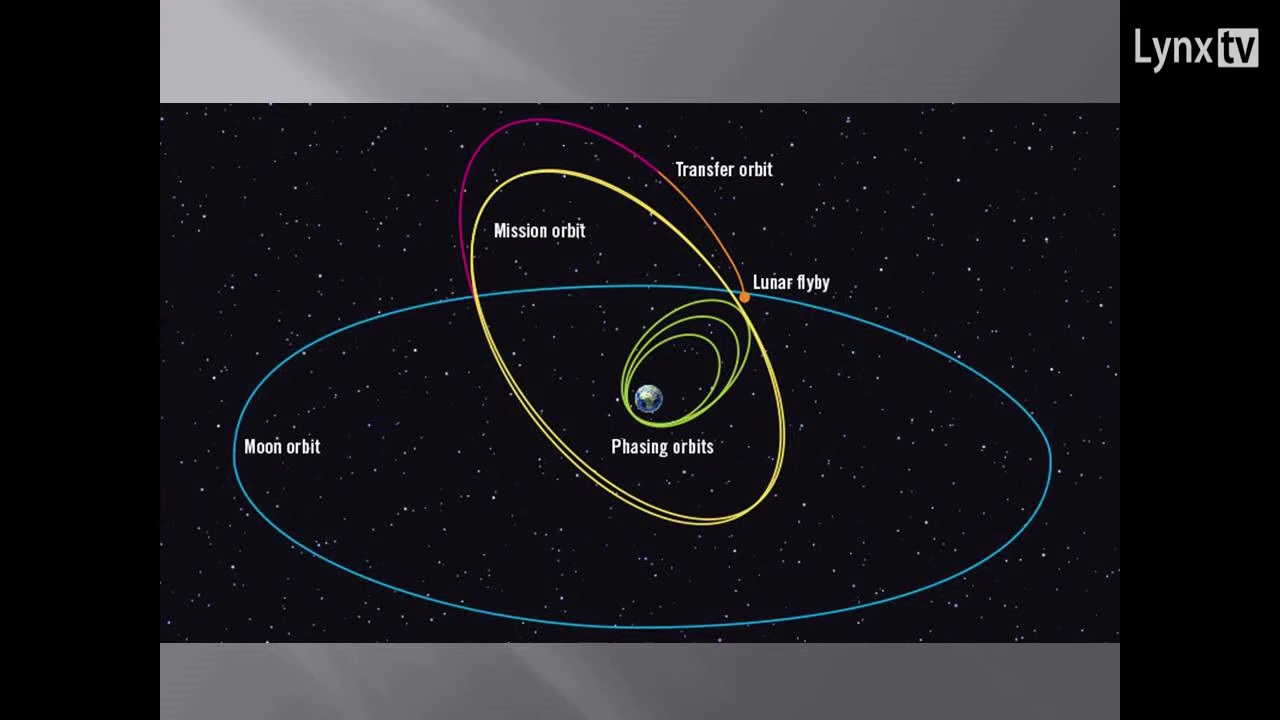 Lynx tv
Transfer orbit
Mission orbit
Lunar flyby
Moon orbit
Phasing orbits